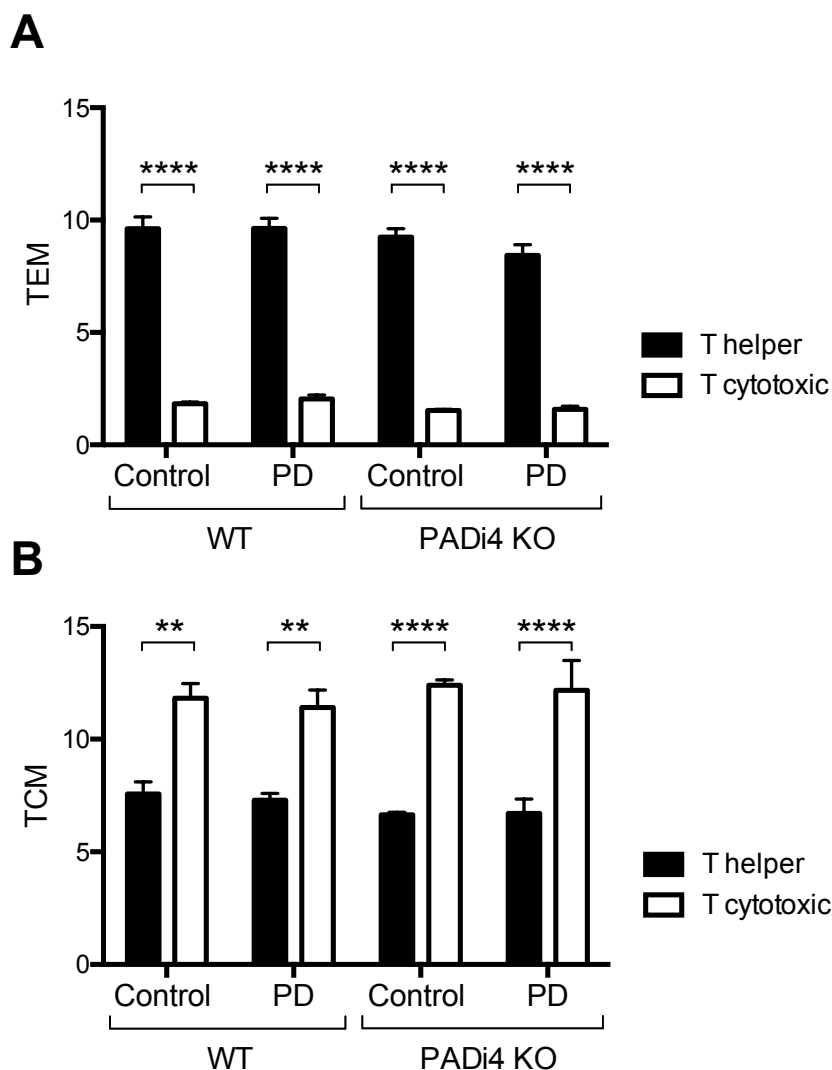 A
15
**** **** **** ****
10
TEM
5
T helper
T cytotoxic
0
Control PD Control PD
WT PADi4 KO
B
15
** ** **** ****
10
TCM
5
T helper
T cytotoxic
0
Control PD Control PD
WT PADi4 KO